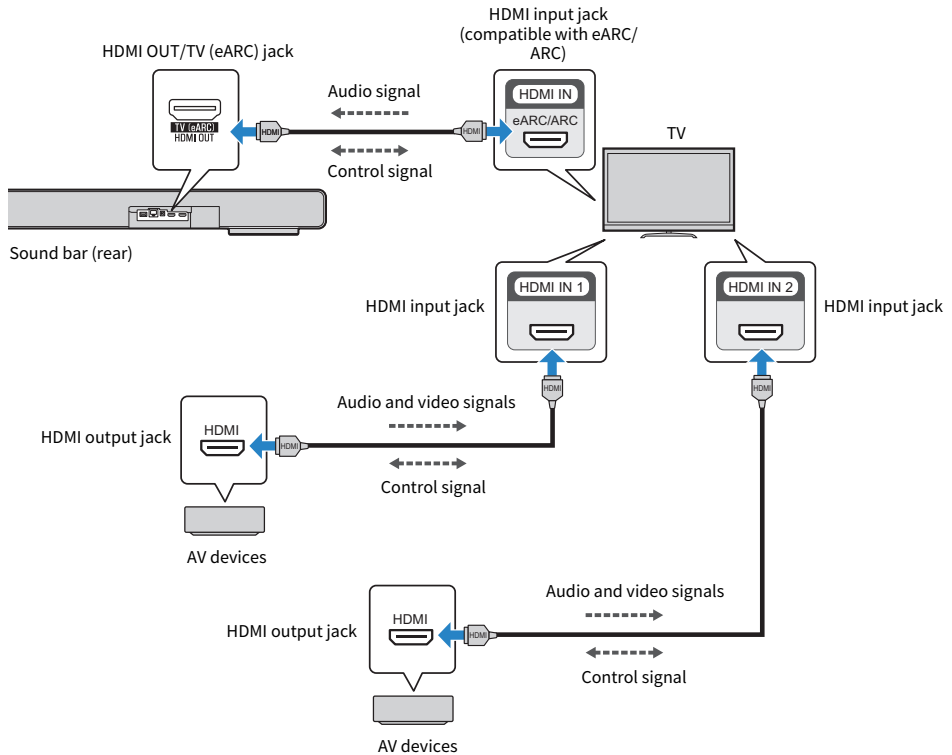 HDMI input jack
(compatible with eARC/
ARC)
HDMI OUT/TV (eARC) jack
TV (eARC)
HDMI OUT
HDMI
Audio signal
Control signal
HDMI
HDMI IN
eARC/ARC
TV
Sound bar (rear)
HDMI input jack
HDMI IN 1
HDMI IN 2
HDMI input jack
HDMI
HDMI
HDMI output jack
HDMI
HDMI
Audio and video signals
Control signal
AV devices
HDMI output jack
HDMI
HDMI
Audio and video signals
Control signal
AV devices